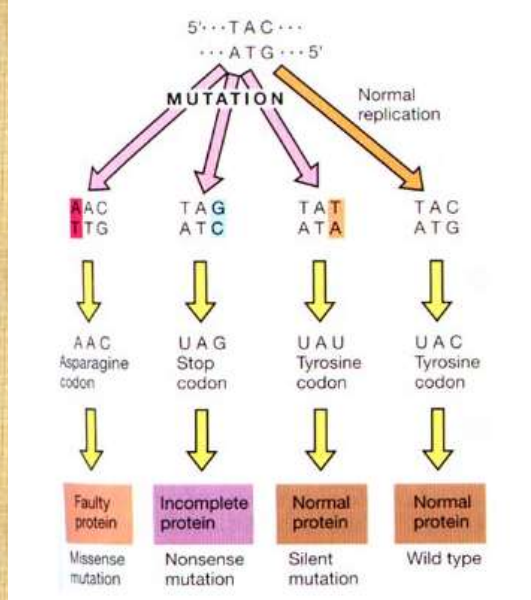 5'···TAC···
···ATG···5'
MUTATION
Normal
replication
AAC
TTG
TAG
ATC
TAT
ATA
TAC
ATG
AAC
Asparagine
codon
UAG
Stop
codon
UAU
Tyrosine
codon
UAC
Tyrosine
codon
Faulty
protein
Incomplete
protein
Normal
protein
Normal
protein
Missense
mutation
Nonsense
mutation
Silent
mutation
Wild type